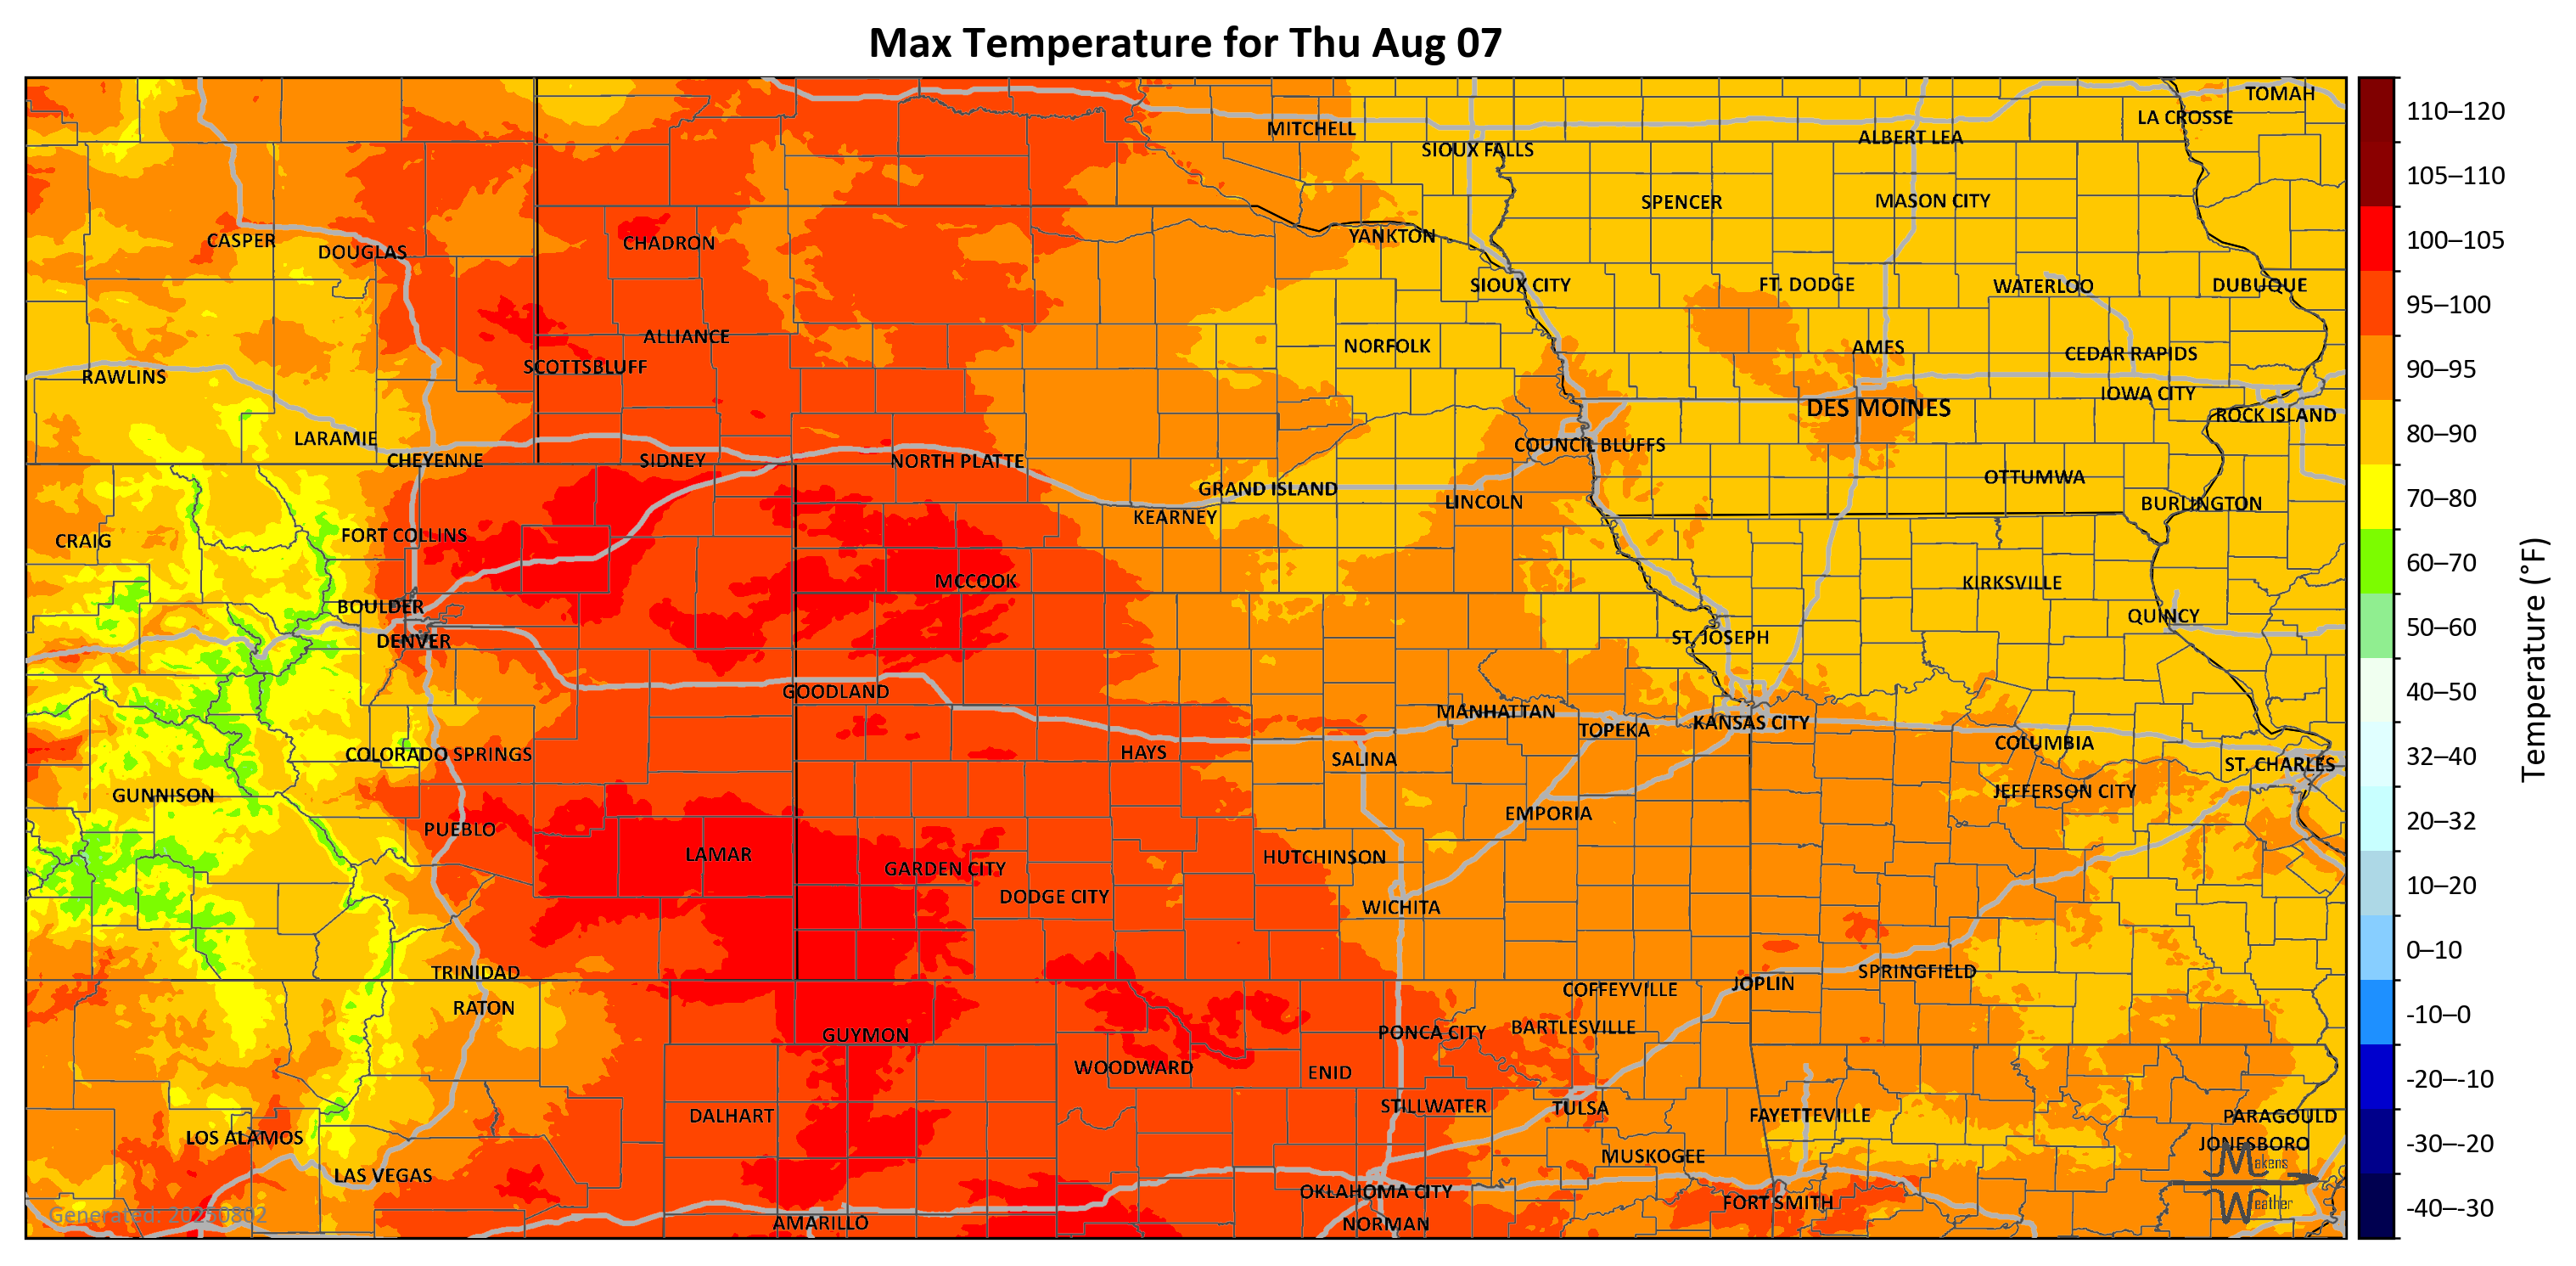 Max Temperature for Thu Aug 07
TOMAH
LA CROSSE
MITCHELL
ALBERT LEA
SIOUX FALLS
SPENCER
MASON CITY
CASPER
DOUGLAS
CHADRON
YANKTON
SIOUX CITY
FT. DODGE
WATERLOO
DUBUQUE
ALLIANCE
NORFOLK
AMES
CEDAR RAPIDS
SCOTTSBLUFF
RAWLINS
IOWA CITY
DES MOINES
ROCK ISLAND
LARAMIE
COUNCIL BLUFFS
CHEYENNE
SIDNEY
NORTH PLATTE
OTTUMWA
GRAND ISLAND
LINCOLN
BURLINGTON
KEARNEY
FORT COLLINS
CRAIG
MCCOOK
KIRKSVILLE
BOULDER
QUINCY
DENVER
ST. JOSEPH
GOODLAND
MANHATTAN
KANSAS CITY
TOPEKA
COLUMBIA
COLORADO SPRINGS
HAYS
SALINA
ST. CHARLES
GUNNISON
JEFFERSON CITY
EMPORIA
PUEBLO
LAMAR
HUTCHINSON
GARDEN CITY
DODGE CITY
WICHITA
TRINIDAD
SPRINGFIELD
JOPLIN
COFFEYVILLE
RATON
BARTLESVILLE
GUYMON
PONCA CITY
WOODWARD
ENID
STILLWATER
TULSA
DALHART
FAYETTEVILLE
PARAGOULD
LOS ALAMOS
JONESBORO
MUSKOGEE
LAS VEGAS
OKLAHOMA CITY
FORT SMITH
AMARILLO
NORMAN
Generated: 20250802
Makens
Weather
110–120
105–110
100–105
95–100
90–95
80–90
70–80
60–70
50–60
40–50
32–40
20–32
10–20
0–10
-10–0
-20–-10
-30–-20
-40–-30
Temperature (°F)